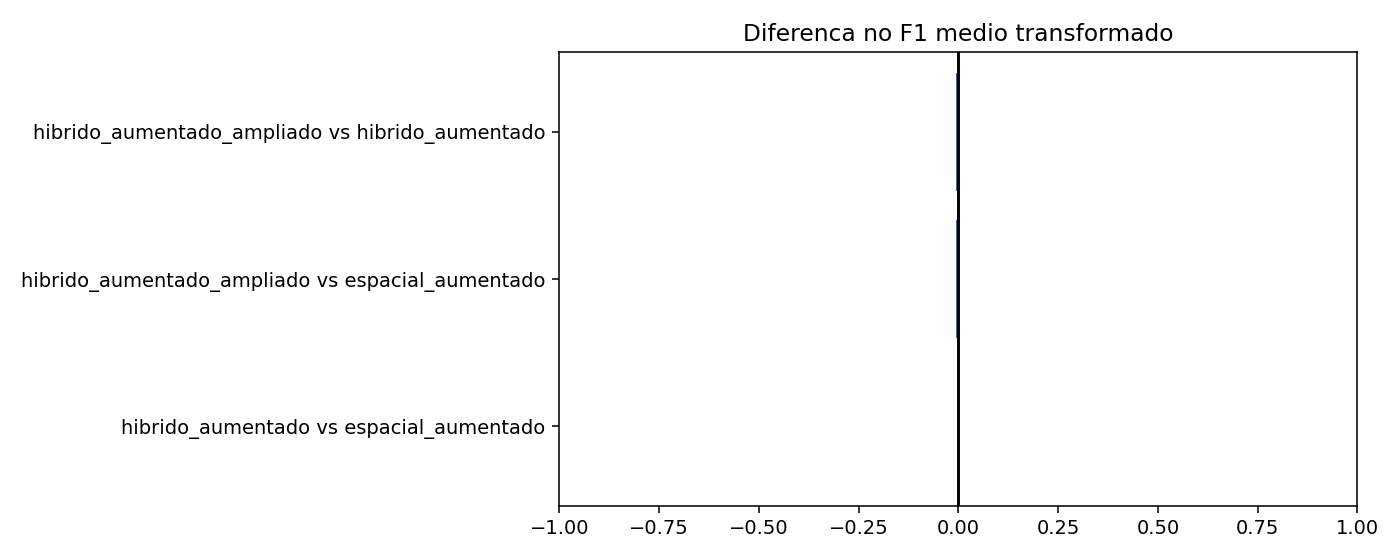 Diferenca no F1 medio transformado
hibrido_aumentado_ampliado vs hibrido_aumentado
hibrido_aumentado_ampliado vs espacial_aumentado
hibrido_aumentado vs espacial_aumentado
−1.00 −0.75 −0.50 −0.25 0.00 0.25 0.50 0.75 1.00